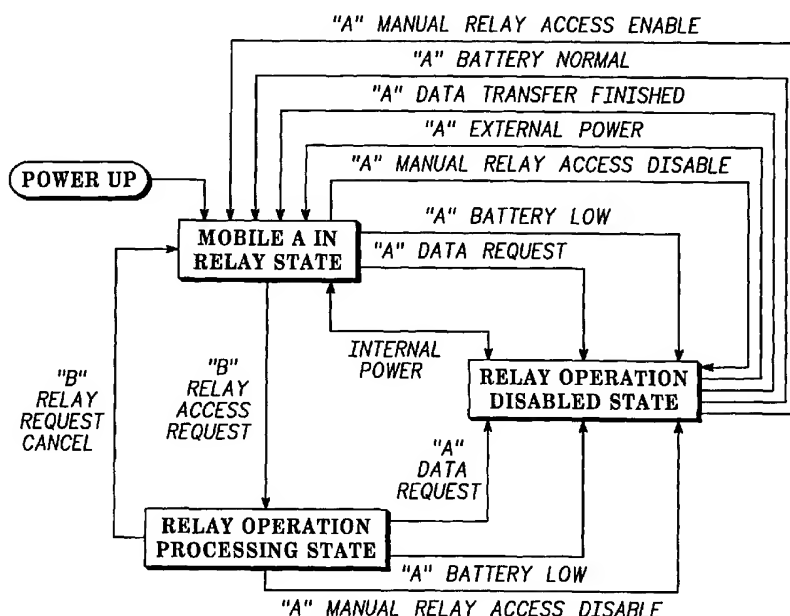 "A" MANUAL RELAY ACCESS ENABLE
"A" BATTERY NORMAL
"A" DATA TRANSFER FINISHED
"A" EXTERNAL POWER
"A" MANUAL RELAY ACCESS DISABLE
POWER UP
"A" BATTERY LOW
MOBILE A IN
RELAY STATE
"A" DATA REQUEST
INTERNAL
POWER
"B"
RELAY
REQUEST
CANCEL
"B"
RELAY
ACCESS
REQUEST
RELAY OPERATION
DISABLED STATE
"A"
DATA
REQUEST
RELAY OPERATION
PROCESSING STATE
"A" BATTERY LOW
"A" MANUAL RELAY ACCESS DISABLE